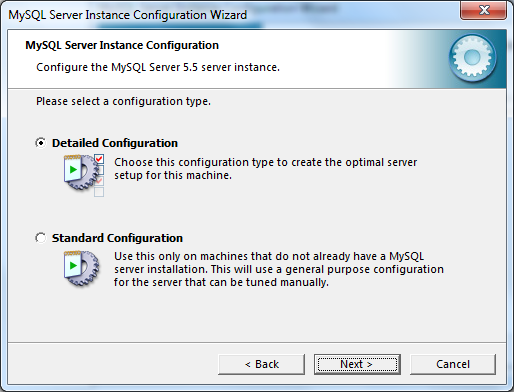 MySQL Server Instance Configuration Wizard
MySQL Server Instance Configuration
Configure the MySQL Server 5.5 server instance.
Please select a configuration type.
Detailed Configuration
Choose this configuration type to create the optimal server
setup for this machine.
Standard Configuration
Use this only on machines that do not already have a MySQL
server installation. This will use a general purpose configuration
for the server that can be tuned manually.
< Back
Next >
Cancel